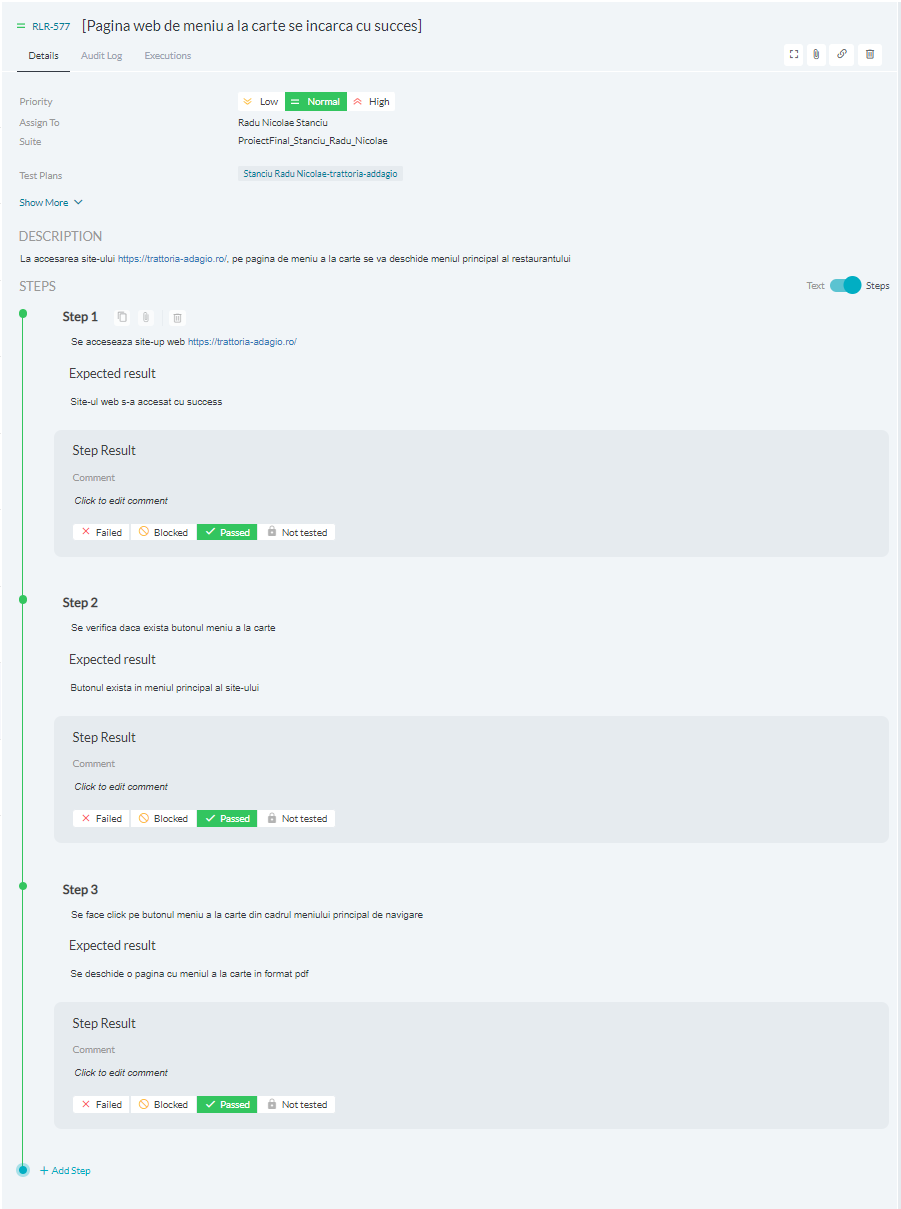 RLR-577 [Pagina web de meniu a la carte se incarca cu succes]
Details Audit Log Executions
Priority Low Normal High
Assign To Radu Nicolae Stanciu
Suite ProiectFinal_Stanciu_Radu_Nicolae
Test Plans Stanciu Radu Nicolae-trattoria-addagio
Show More
DESCRIPTION
La accesarea site-ului https://trattoria-adagio.ro/, pe pagina de meniu a la carte se va deschide meniul principal al restaurantului
STEPS Text Steps
Step 1
Se acceseaza site-up web https://trattoria-adagio.ro/
Expected result
Site-ul web s-a accesat cu success
Step Result
Comment
Click to edit comment
Failed Blocked Passed Not tested
Step 2
Se verifica daca exista butonul meniu a la carte
Expected result
Butonul exista in meniul principal al site-ului
Step Result
Comment
Click to edit comment
Failed Blocked Passed Not tested
Step 3
Se face click pe butonul meniu a la carte din cadrul meniului principal de navigare
Expected result
Se deschide o pagina cu meniul a la carte in format pdf
Step Result
Comment
Click to edit comment
Failed Blocked Passed Not tested
+ Add Step